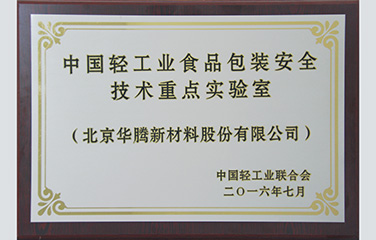 中国轻工业食品包装安全
技术重点实验室
（北京华腾新材料股份有限公司）
中国轻工业联合会
二〇一六年七月